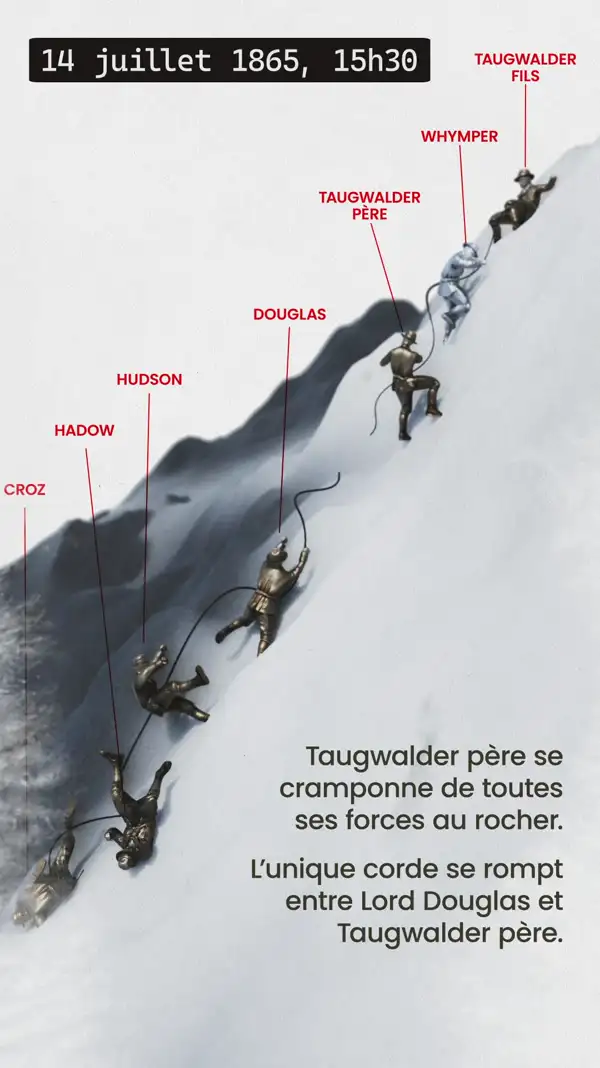 14 juillet 1865, 15h30
TAUGWALDER
FILS
WHYMPER
TAUGWALDER
PÈRE
DOUGLAS
HUDSON
HADOW
CROZ
Taugwalder père se
cramponne de toutes
ses forces au rocher.
L’unique corde se rompt
entre Lord Douglas et
Taugwalder père.